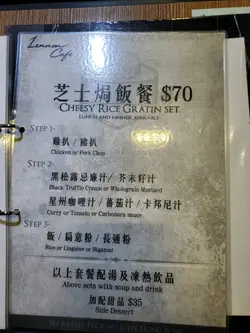 Lennon
Cafe
芝士焗飯餐 $70
CHEESY RICE GRATIN SET
LUNCH AND DINNER AVAILABLE
STEP 1-
雞扒 / 豬扒
Chicken or Pork Chop
STEP 2-
黑松露忌廉汁/ 芥末籽汁
Black Truffle Cream or Wholegrain Mustard
星州咖哩汁/ 蕃茄汁/ 卡邦尼汁
Curry or Tomato or Carbonara sauce
STEP 3-
飯/ 扁意粉/ 長通粉
Rice or Linguine or Rigatoni
以上套餐配湯及凍熱飲品
Above sets with soup and drink
加配甜品 $35
Side Dessert